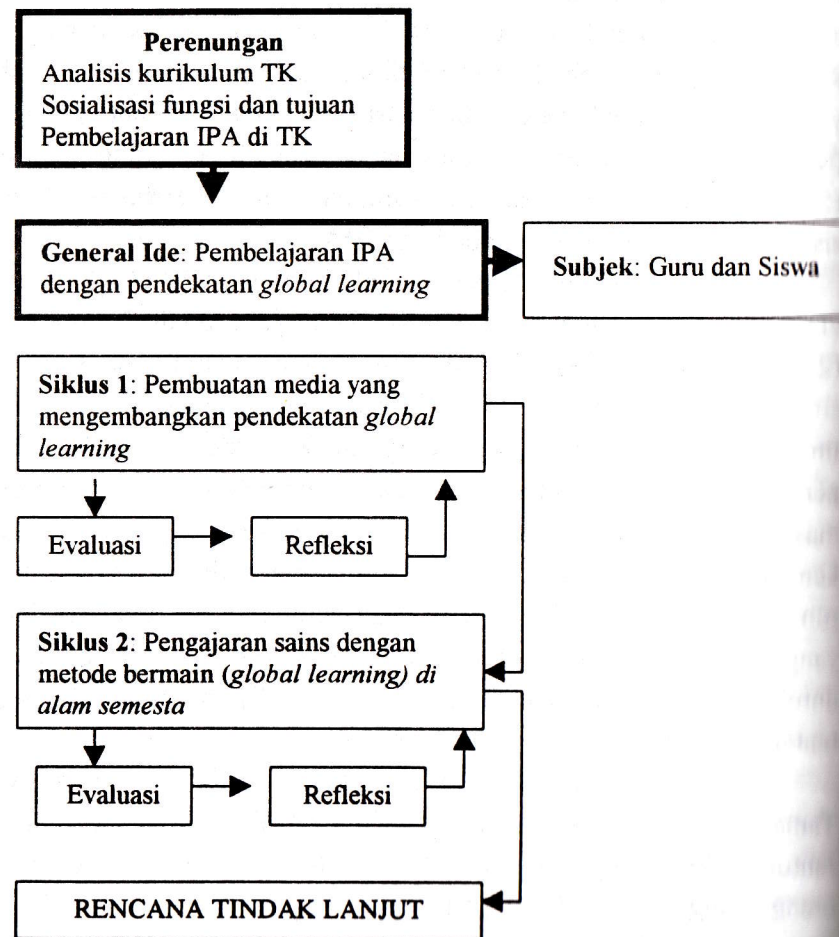 Perenungan
Analisis kurikulum TK
Sosialisasi fungsi dan tujuan
Pembelajaran IPA di TK
General Ide: Pembelajaran IPA
dengan pendekatan global learning
Subjek: Guru dan Siswa
Siklus 1: Pembuatan media yang
mengembangkan pendekatan global
learning
Evaluasi
Refleksi
Siklus 2: Pengajaran sains dengan
metode bermain (global learning) di
alam semesta
Evaluasi
Refleksi
RENCANA TINDAK LANJUT